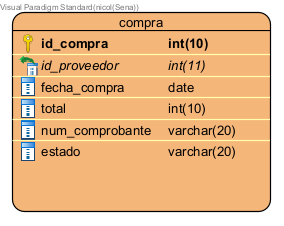 Visual Paradigm Standard(nicol(Sena))
compra
id_compra int(10)
id_proveedor int(11)
fecha_compra date
total int(10)
num_comprobante varchar(20)
estado varchar(20)